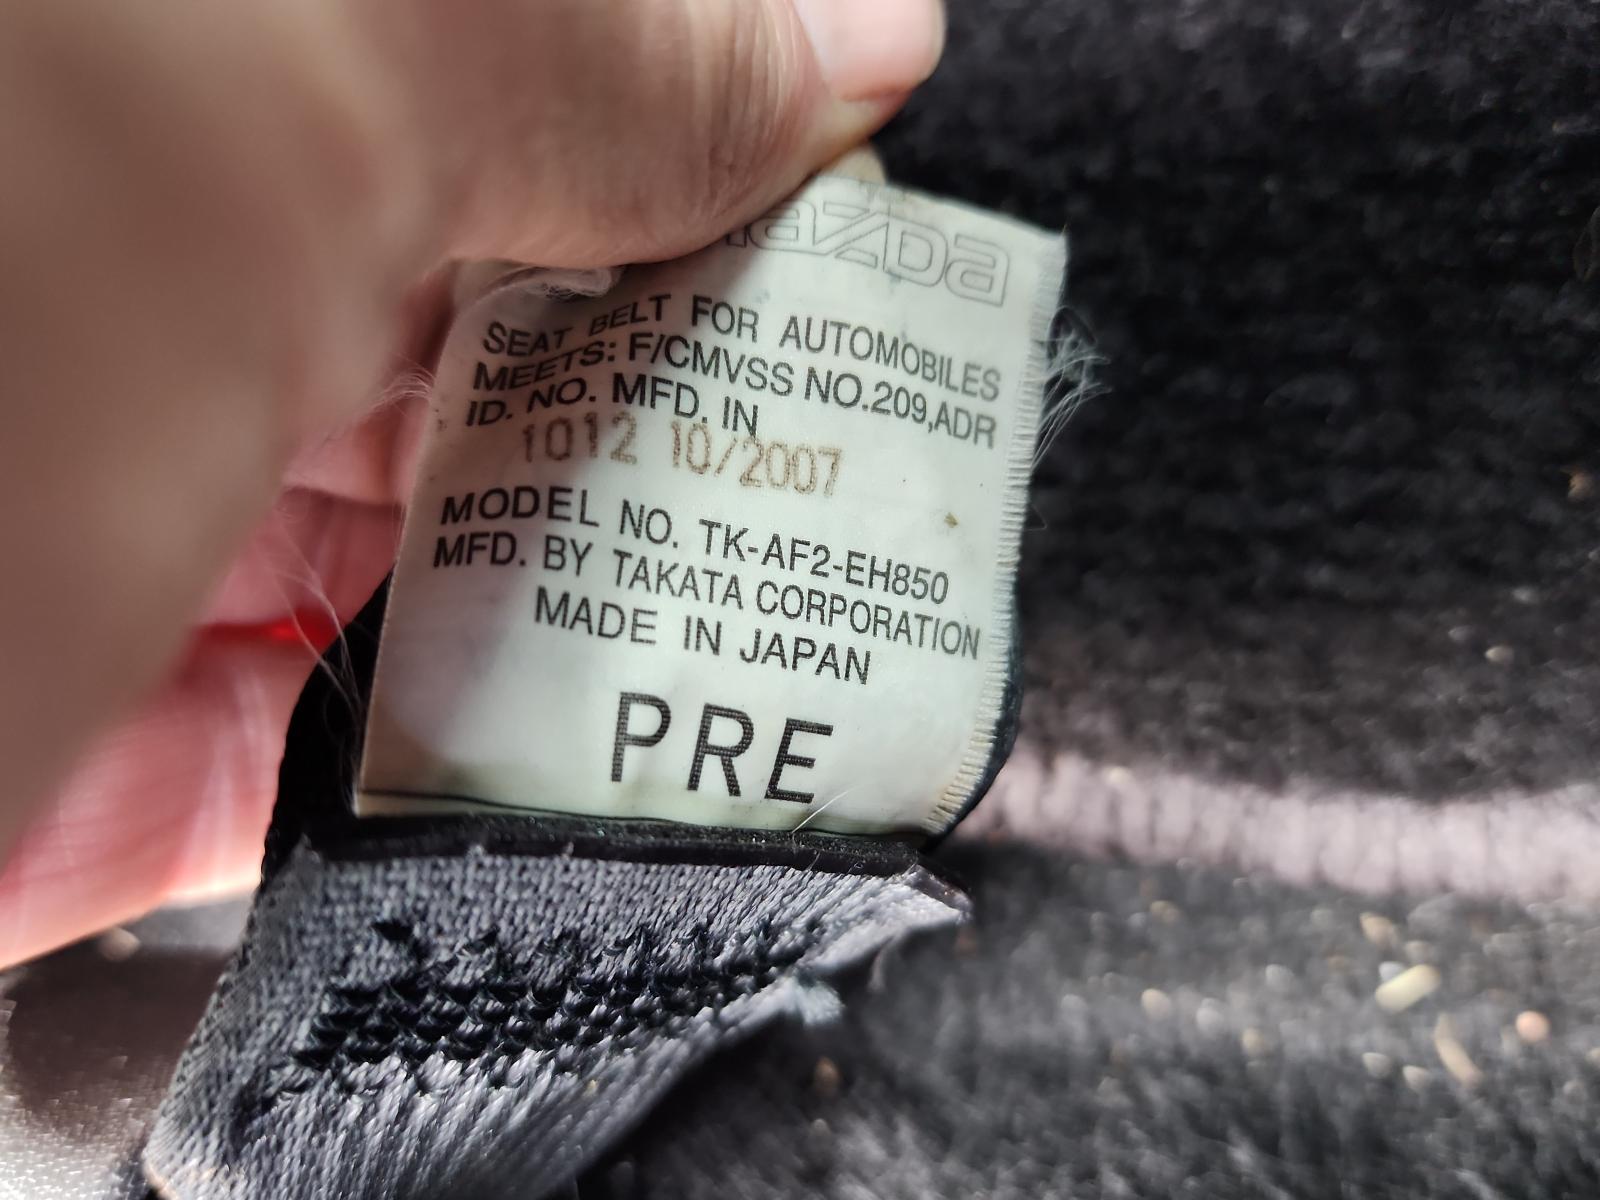 mazda
SEAT BELT FOR AUTOMOBILES
MEETS: F/CMVSS NO.209,ADR
ID. NO. MFD. IN
1012 10/2007
MODEL NO. TK-AF2-EH850
MFD. BY TAKATA CORPORATION
MADE IN JAPAN
PRE